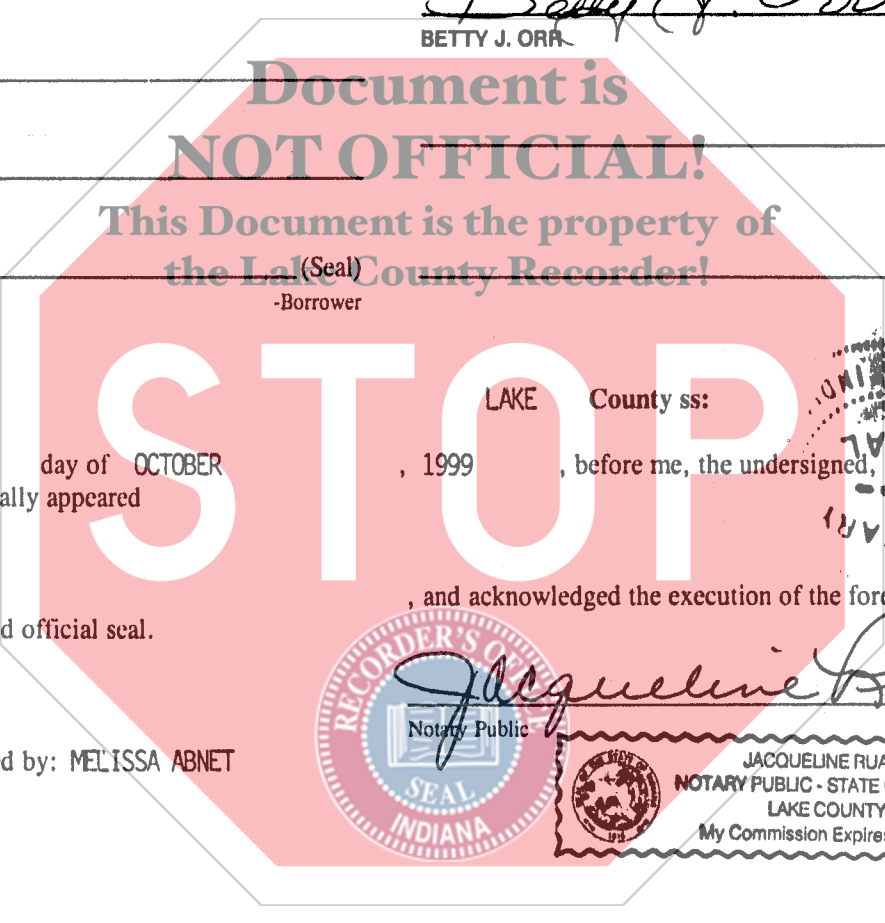 BETTY J. ORR
Document is
NOT OFFICIAL!
This Document is the property of
the Lake County Recorder!
(Seal)
-Borrower
STOP
LAKE County ss:
day of OCTOBER , 1999 , before me, the undersigned,
ally appeared
, and acknowledged the execution of the fore
d official seal.
RECORDER'S OFFICE
SEAL
INDIANA
Jacqueline
Notary Public
d by: MELISSA ABNET
JACQUELINE RUA
NOTARY PUBLIC - STATE
LAKE COUNTY
My Commission Expires